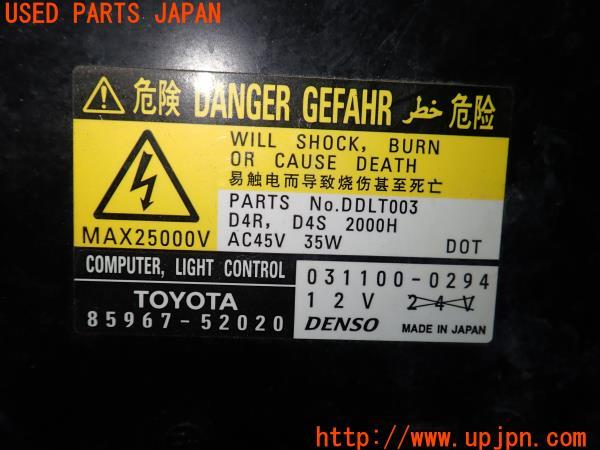 USED PARTS JAPAN
危険 DANGER GEFAHR خطر 危险
WILL SHOCK, BURN
OR CAUSE DEATH
易触电而导致烧伤甚至死亡
MAX25000V
PARTS No.DDLT003
D4R, D4S 2000H
AC45V 35W DOT
COMPUTER, LIGHT CONTROL
TOYOTA
85967-52020
031100-0294
12V 24V
DENSO MADE IN JAPAN
UPJ
http://www.upjpn.com/